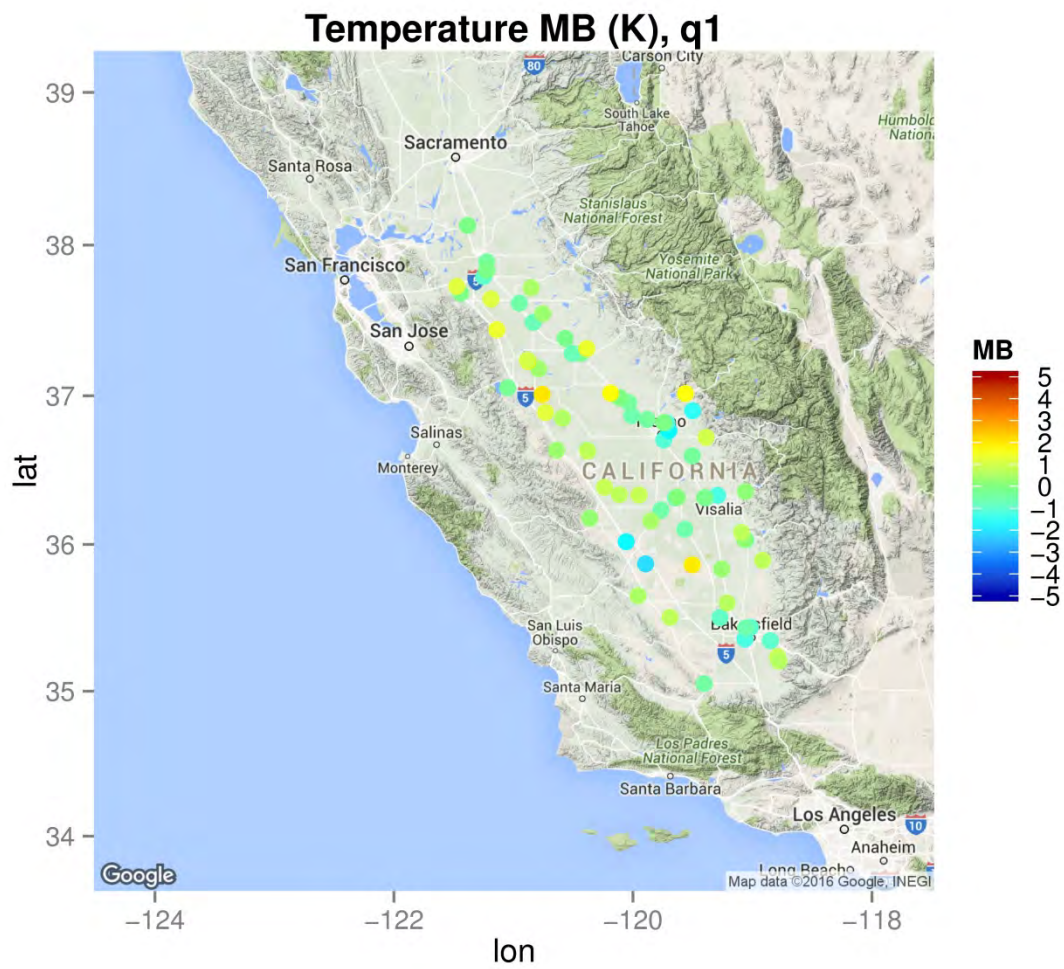 Temperature MB (K), q1
39
38
37
36
35
34
lat
−124
−122
−120
−118
lon
80
Carson City
South Lake
Tahoe
Sacramento
Santa Rosa
Stanislaus
National Forest
San Francisco
5
Yosemite
National Park
San Jose
5
Salinas
Monterey
CALIFORNIA
Visalia
San Luis
Obispo
5
Santa Maria
Los Padres
National Forest
Santa Barbara
Los Angeles
10
Anaheim
Long Beach
Google
Map data ©2016 Google, INEGI
MB
5
4
3
2
1
0
−1
−2
−3
−4
−5